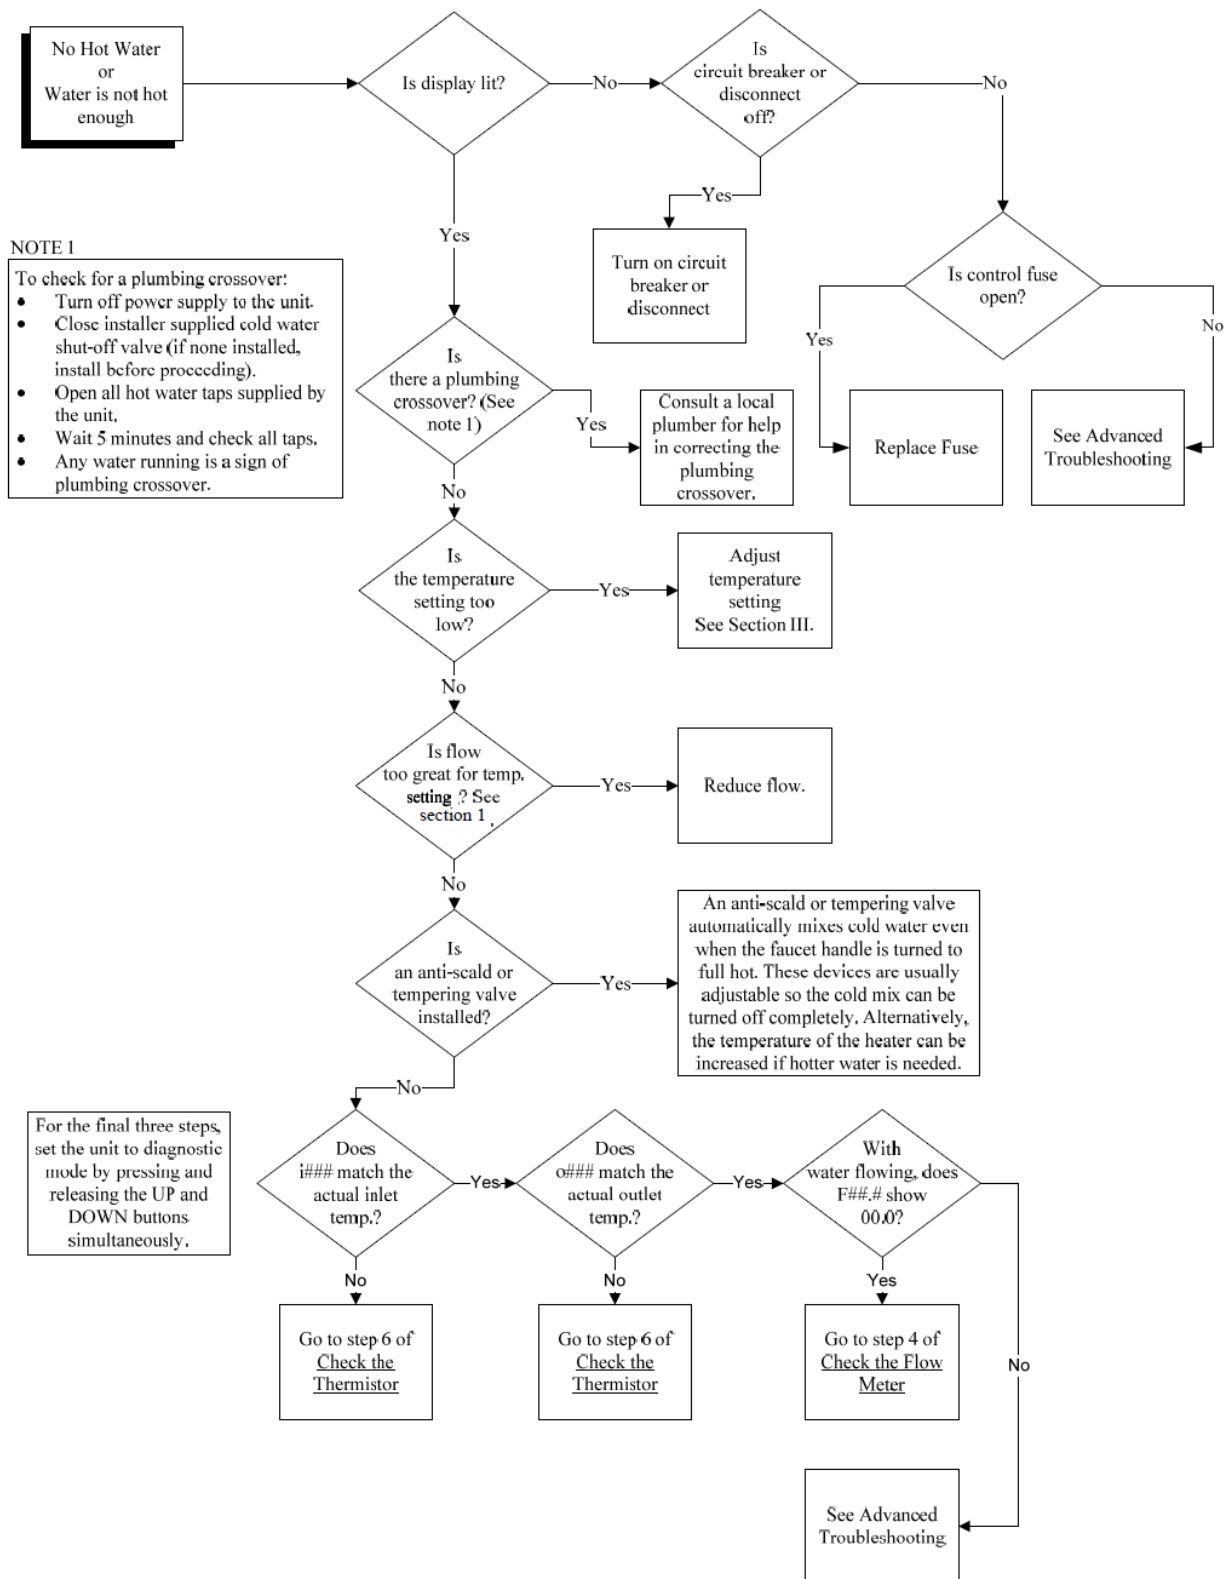 No Hot Water
or
Water is not hot
enough
Is display lit?
No
Is
circuit breaker or
disconnect
off?
No
Yes
Turn on circuit
breaker or
disconnect
Is control fuse
open?
Yes
No
Replace Fuse
See Advanced
Troubleshooting
Yes
NOTE 1
To check for a plumbing crossover:
• Turn off power supply to the unit.
• Close installer supplied cold water
shut-off valve (if none installed,
install before proceeding).
• Open all hot water taps supplied by
the unit.
• Wait 5 minutes and check all taps.
• Any water running is a sign of
plumbing crossover.
Is
there a plumbing
crossover? (See
note 1)
Yes
Consult a local
plumber for help
in correcting the
plumbing
crossover.
No
Is
the temperature
setting too
low?
Yes
Adjust
temperature
setting
See Section III.
No
Is flow
too great for temp.
setting ? See
section 1 .
Yes
Reduce flow.
No
Is
an anti-scald or
tempering valve
installed?
Yes
An anti-scald or tempering valve
automatically mixes cold water even
when the faucet handle is turned to
full hot. These devices are usually
adjustable so the cold mix can be
turned off completely. Alternatively,
the temperature of the heater can be
increased if hotter water is needed.
No
For the final three steps,
set the unit to diagnostic
mode by pressing and
releasing the UP and
DOWN buttons
simultaneously.
Does
i### match the
actual inlet
temp.?
Yes
Does
o### match the
actual outlet
temp.?
Yes
With
water flowing, does
F##.# show
00.0?
No
No
Yes
No
Go to step 6 of
Check the
Thermistor
Go to step 6 of
Check the
Thermistor
Go to step 4 of
Check the Flow
Meter
See Advanced
Troubleshooting